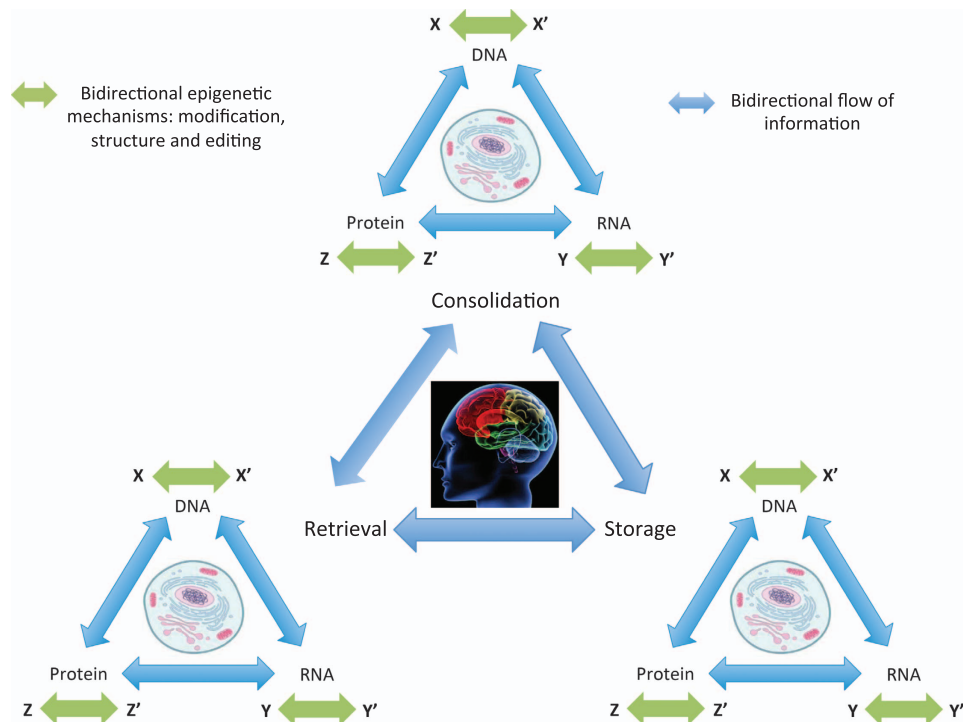 X X’
DNA
Bidirectional epigenetic
mechanisms: modification,
structure and editing
Bidirectional flow of
information
Protein RNA
Z Z’ Y Y’
Consolidation
X X’
DNA
Retrieval
Storage
X X’
DNA
Protein RNA
Z Z’ Y Y’
Protein RNA
Z Z’ Y Y’